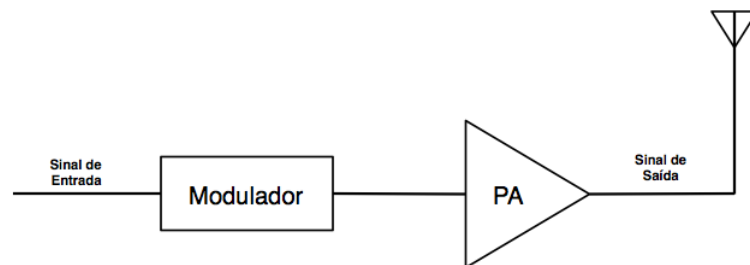 Sinal de
Entrada
Modulador
PA
Sinal de
Saída